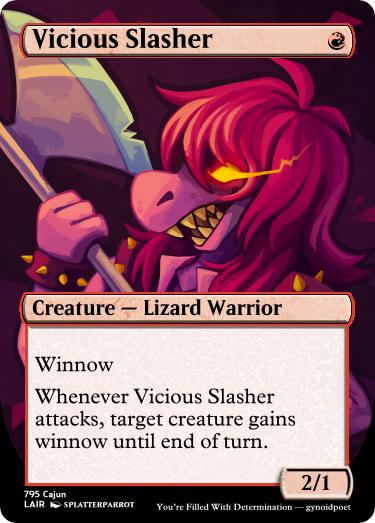 Vicious Slasher
Creature — Lizard Warrior
Winnow
Whenever Vicious Slasher
attacks, target creature gains
winnow until end of turn.
2/1
795 Cajun
LAIR SPLATTERPARROT
You're Filled With Determination — gynoidpoet